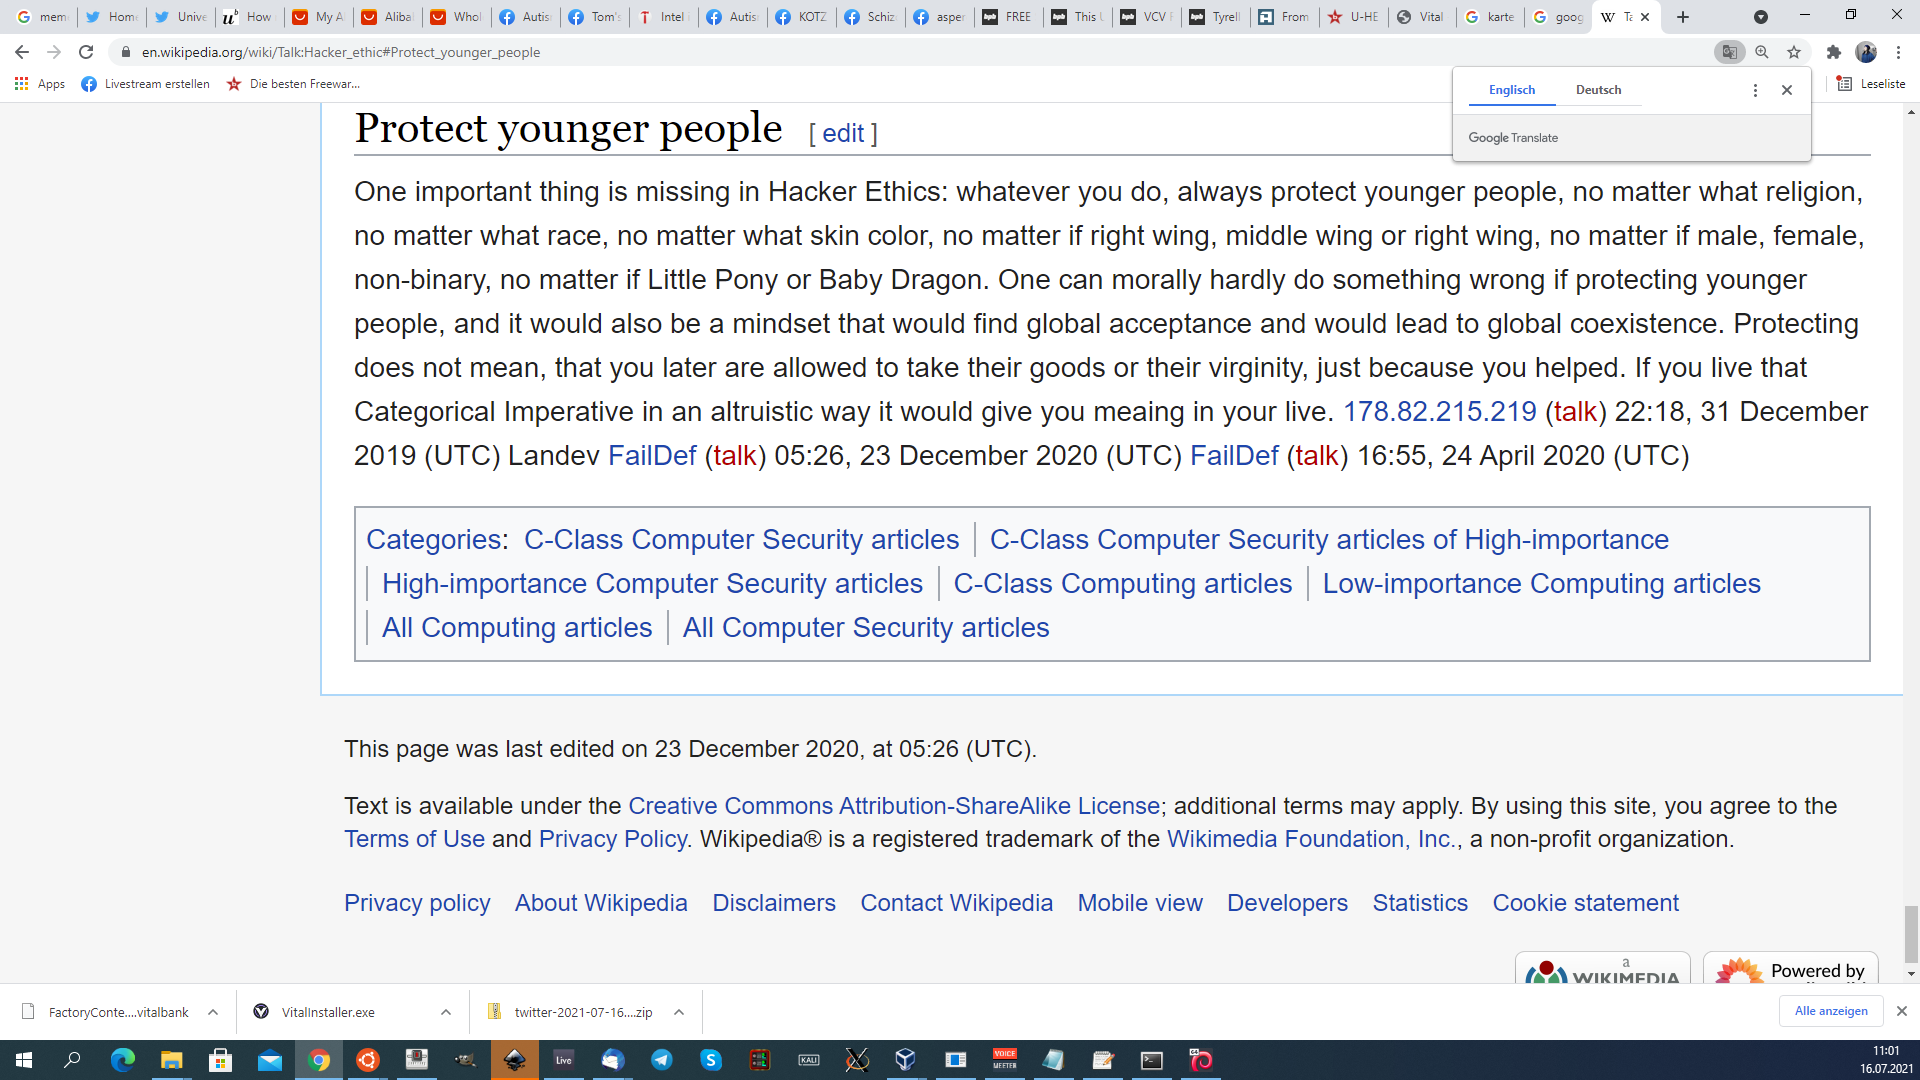 mem
Hom
Unive
How
My A
Alibal
Whol
Autis
Tom's
Intel
Autis
KOTZ
Schiz
asper
FREE
This U
VCV F
Tyrell
From
U-HE
Vital
karte
goog
Ta
en.wikipedia.org/wiki/Talk:Hacker_ethic#Protect_younger_people
Apps
Livestream erstellen
Die besten Freewar...
Leseliste
Englisch
Deutsch
Google Translate
Protect younger people [ edit ]
One important thing is missing in Hacker Ethics: whatever you do, always protect younger people, no matter what religion,
no matter what race, no matter what skin color, no matter if right wing, middle wing or right wing, no matter if male, female,
non-binary, no matter if Little Pony or Baby Dragon. One can morally hardly do something wrong if protecting younger
people, and it would also be a mindset that would find global acceptance and would lead to global coexistence. Protecting
does not mean, that you later are allowed to take their goods or their virginity, just because you helped. If you live that
Categorical Imperative in an altruistic way it would give you meaing in your live. 178.82.215.219 (talk) 22:18, 31 December
2019 (UTC) Landev FailDef (talk) 05:26, 23 December 2020 (UTC) FailDef (talk) 16:55, 24 April 2020 (UTC)
Categories: C-Class Computer Security articles | C-Class Computer Security articles of High-importance
| High-importance Computer Security articles | C-Class Computing articles | Low-importance Computing articles
| All Computing articles | All Computer Security articles
This page was last edited on 23 December 2020, at 05:26 (UTC).
Text is available under the Creative Commons Attribution-ShareAlike License; additional terms may apply. By using this site, you agree to the
Terms of Use and Privacy Policy. Wikipedia® is a registered trademark of the Wikimedia Foundation, Inc., a non-profit organization.
Privacy policy About Wikipedia Disclaimers Contact Wikipedia Mobile view Developers Statistics Cookie statement
a
WIKIMEDIA
Powered by
FactoryConte....vitalbank
VitalInstaller.exe
twitter-2021-07-16....zip
Alle anzeigen
Live
KALI
VOICE
MEETER
64
11:01
16.07.2021